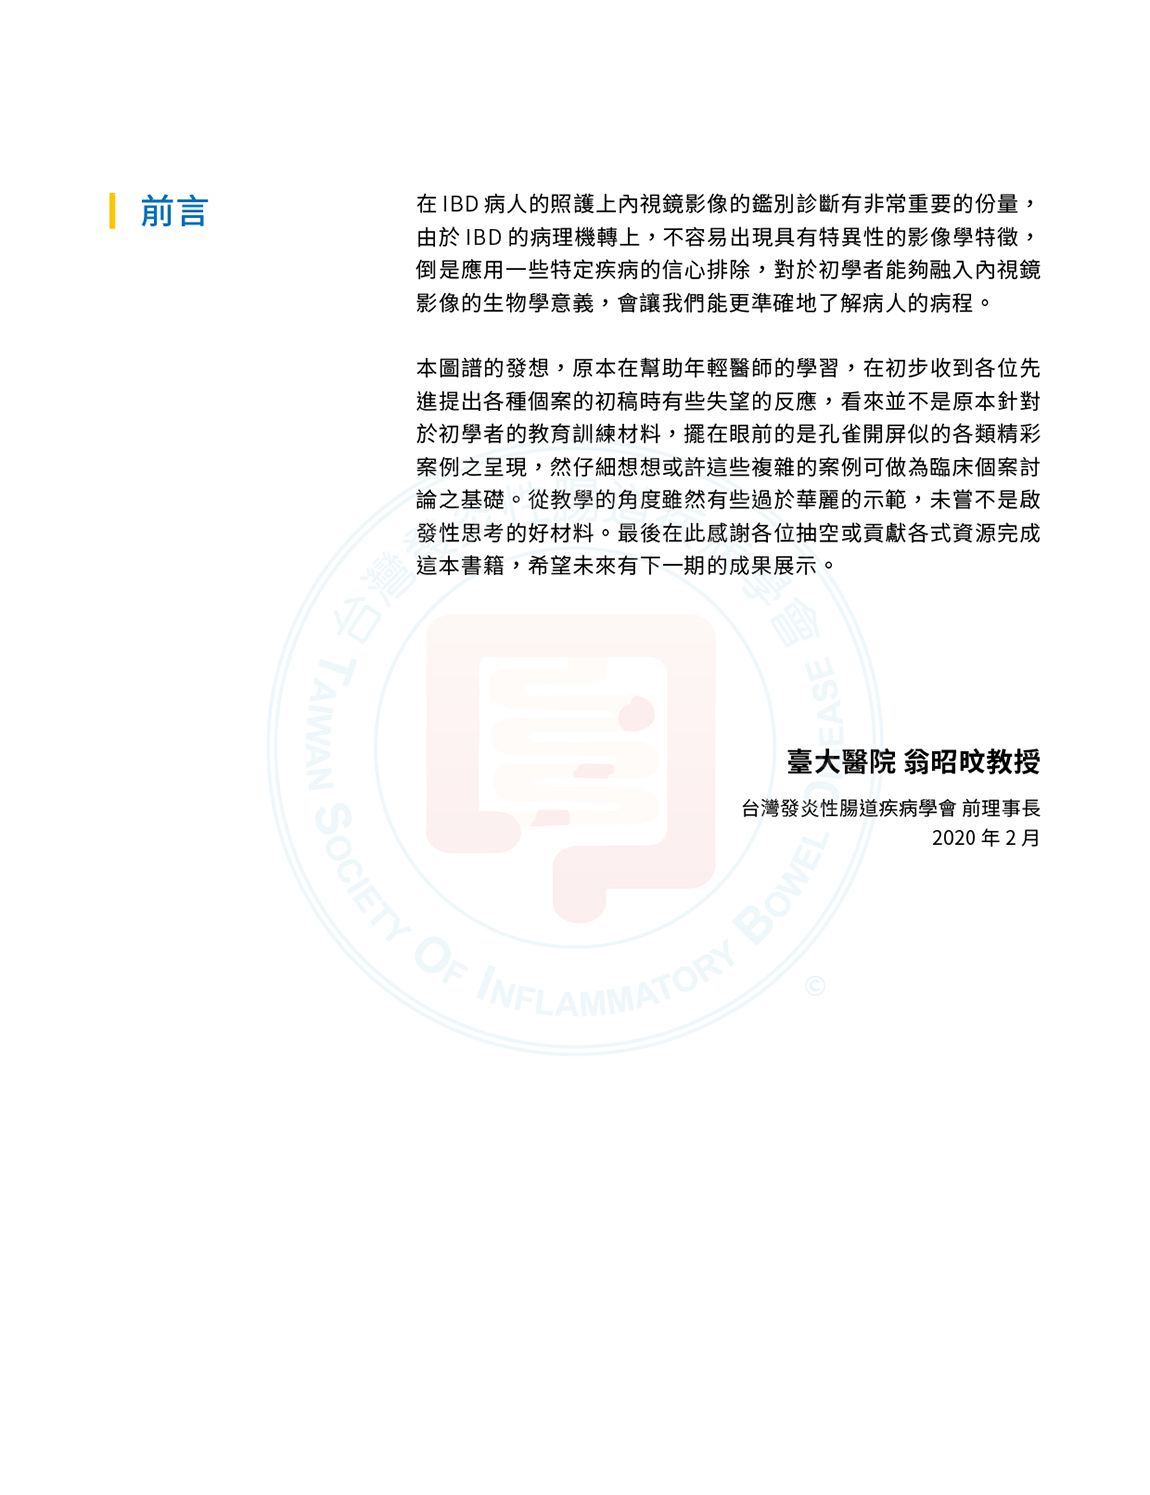 前言
在 IBD 病人的照護上內視鏡影像的鑑別診斷有非常重要的份量，
由於 IBD 的病理機轉上，不容易出現具有特異性的影像學特徵，
倒是應用一些特定疾病的信心排除，對於初學者能夠融入內視鏡
影像的生物學意義，會讓我們能更準確地了解病人的病程。
本圖譜的發想，原本在幫助年輕醫師的學習，在初步收到各位先
進提出各種個案的初稿時有些失望的反應，看來並不是原本針對
於初學者的教育訓練材料，擺在眼前的是孔雀開屏似的各類精彩
案例之呈現，然仔細想想或許這些複雜的案例可做為臨床個案討
論之基礎。從教學的角度雖然有些過於華麗的示範，未嘗不是啟
發性思考的好材料。最後在此感謝各位抽空或貢獻各式資源完成
這本書籍，希望未來有下一期的成果展示。
臺大醫院 翁昭旼教授
台灣發炎性腸道疾病學會 前理事長
2020 年 2 月
台灣發炎性腸道疾病學會
TAIWAN SOCIETY OF INFLAMMATORY BOWEL DISEASE
©